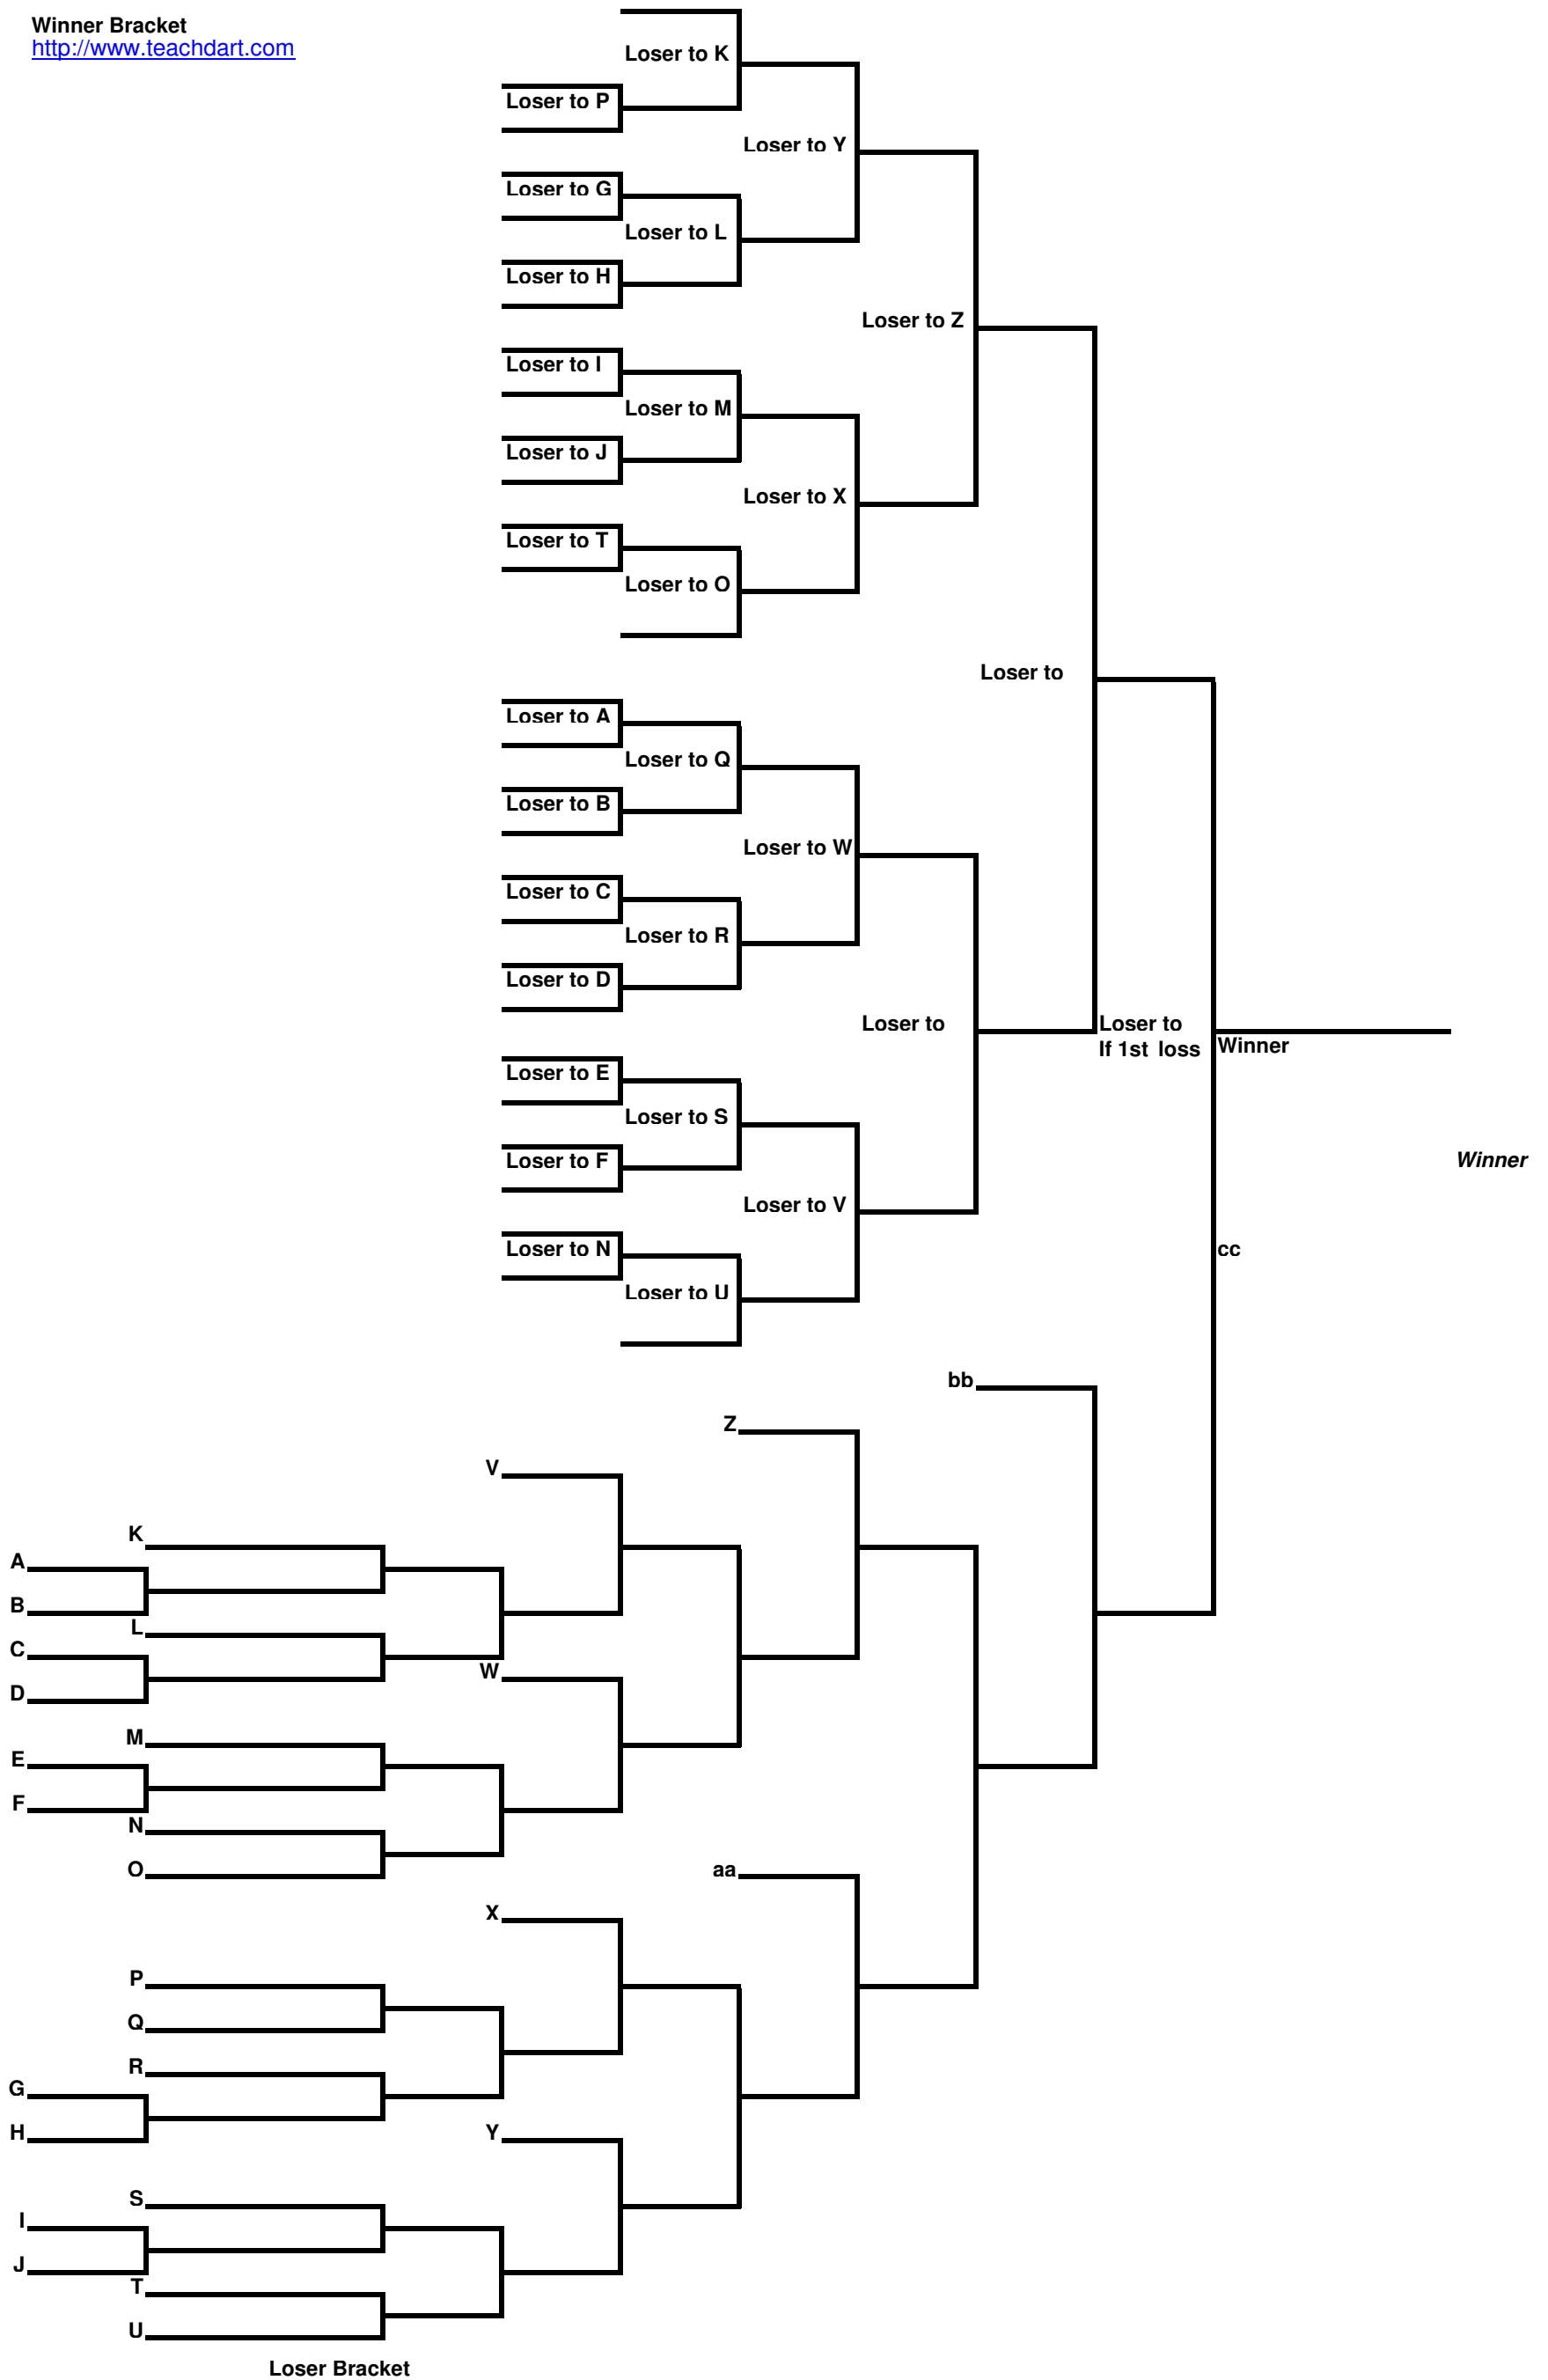 Winner Bracket
http://www.teachdart.com
Loser to K
Loser to P
Loser to Y
Loser to G
Loser to L
Loser to H
Loser to Z
Loser to I
Loser to M
Loser to J
Loser to X
Loser to T
Loser to O
Loser to
Loser to A
Loser to Q
Loser to B
Loser to W
Loser to C
Loser to R
Loser to D
Loser to
Loser to
If 1st loss
Winner
Loser to E
Loser to S
Loser to F
Winner
Loser to V
Loser to N
cc
Loser to U
bb
Z
V
K
A
B
L
C
W
D
M
E
F
N
O
aa
X
P
Q
R
G
H
Y
S
I
J
T
U
Loser Bracket